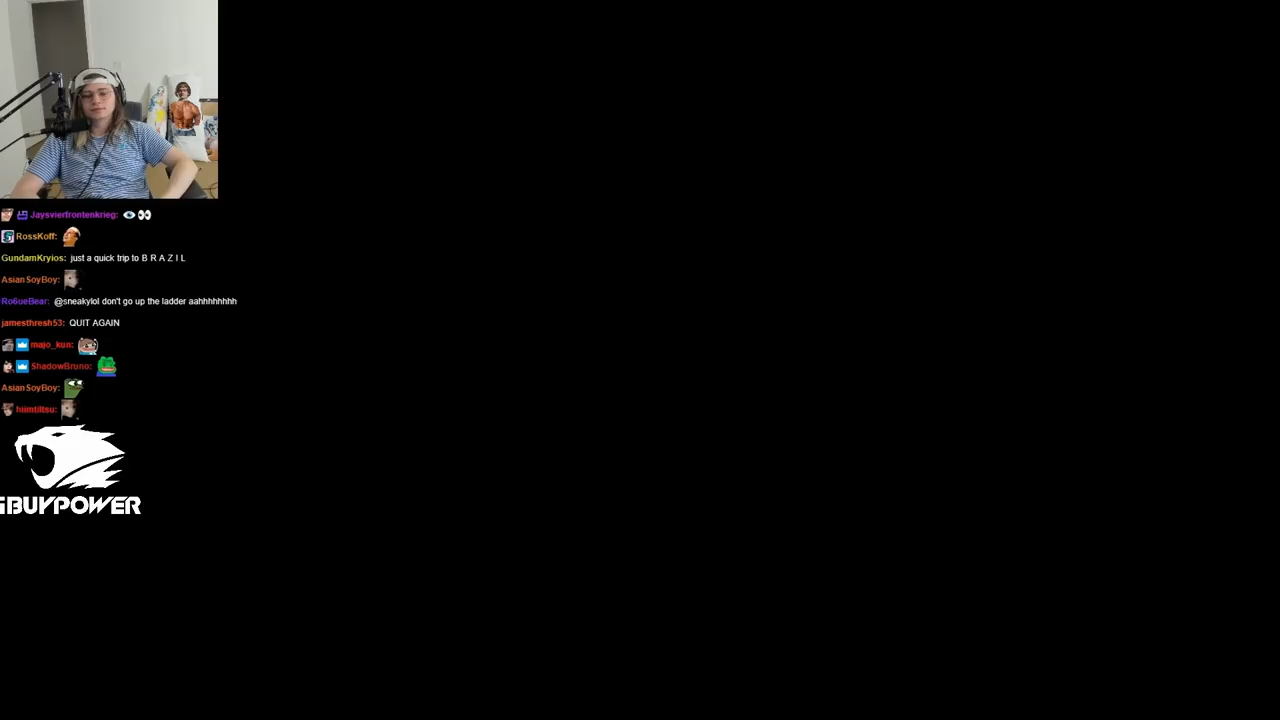 Jaysvierfrontenkrieg:
RossKoff:
GundamKryios: just a quick trip to B R A Z I L
AsianSoyBoy:
Ro6ueBear: @sneakylol don't go up the ladder aahhhhhhhh
jamesthresh53: QUIT AGAIN
majo_kun:
ShadowBruno:
AsianSoyBoy:
hiimtiltsu:
iBUYPOWER